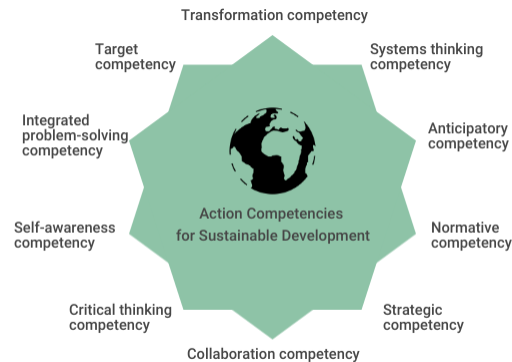 Transformation competency
Target
competency
Systems thinking
competency
Integrated
problem-solving
competency
Anticipatory
competency
Action Competencies
for Sustainable Development
Self-awareness
competency
Normative
competency
Critical thinking
competency
Strategic
competency
Collaboration competency